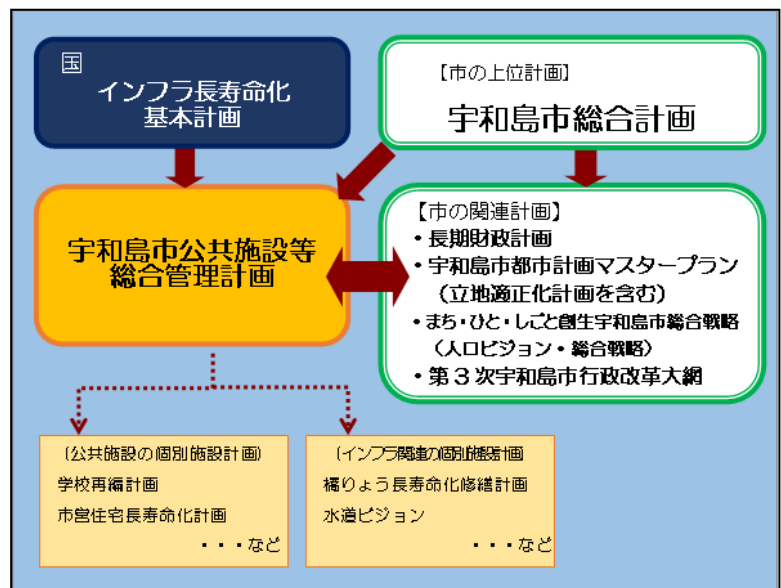 国
インフラ長寿命化
基本計画
【市の上位計画】
宇和島市総合計画
宇和島市公共施設等
総合管理計画
【市の関連計画】
・長期財政計画
・宇和島市都市計画マスタープラン
（立地適正化計画を含む）
・まち・ひと・しごと創生宇和島市総合戦略
（人口ビジョン・総合戦略）
・第３次宇和島市行政改革大綱
(公共施設の個別施設計画)
学校再編計画
市営住宅長寿命化計画
・・・など
(インフラ関連の個別施設計画
橋りょう長寿命化修繕計画
水道ビジョン
・・・など